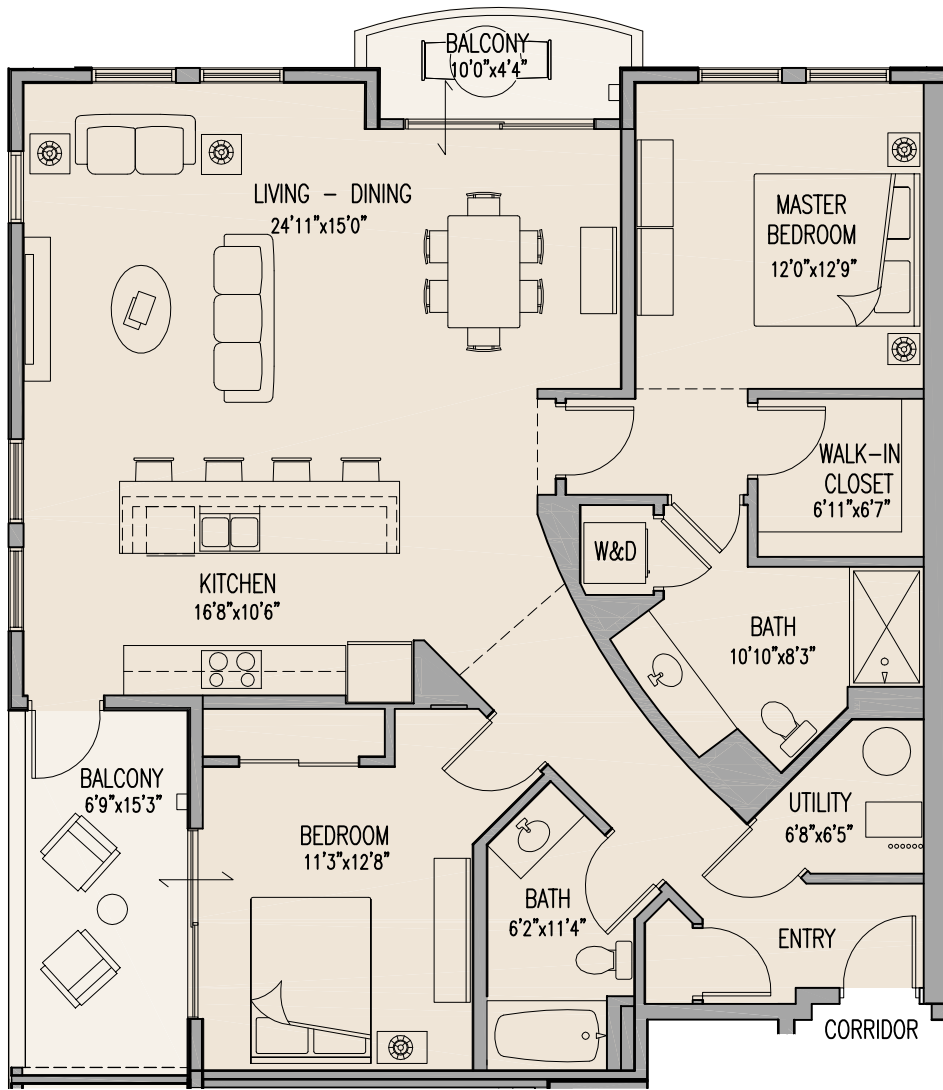 BALCONY
10'0"x4'4"
LIVING – DINING
24'11"x15'0"
MASTER
BEDROOM
12'0"x12'9"
WALK–IN
CLOSET
6'11"x6'7"
W&D
KITCHEN
16'8"x10'6"
BATH
10'10"x8'3"
BALCONY
6'9"x15'3"
UTILITY
6'8"x6'5"
BEDROOM
11'3"x12'8"
BATH
6'2"x11'4"
ENTRY
CORRIDOR